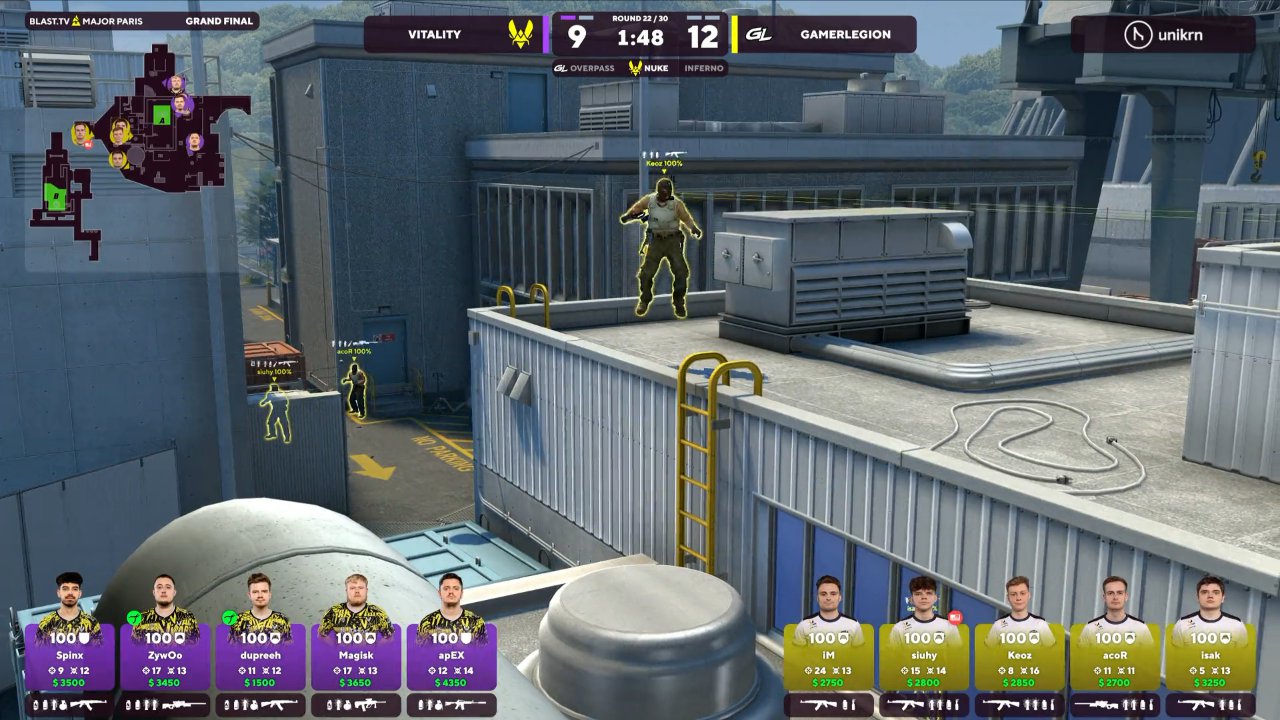 BLAST.TV MAJOR PARIS GRAND FINAL
VITALITY 9 ROUND 22 / 30 1:48 12 GL GAMERLEGION
unikrn
GL OVERPASS NUKE INFERNO
A
B
Keoz 100%
acoR 100%
siuhy 100%
NO PARKING
100 100 100 100 100 100 100 100 100 100
Spinx ZywOo dupreeh Magisk apEX iM siuhy Keoz acoR isak
9 12 17 13 11 12 17 13 12 14 24 13 15 14 8 16 11 11 5 13
$3500 $3450 $1500 $3650 $4350 $2750 $2800 $2850 $2700 $3250